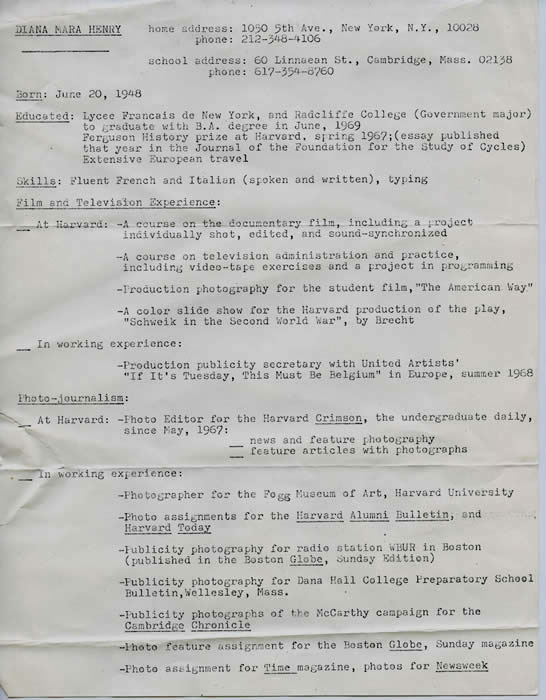 DIANA MARA HENRY home address: 1050 5th Ave., New York, N.Y., 10028
phone: 212-348-4106
school address: 60 Linnaean St., Cambridge, Mass. 02138
phone: 617-354-8760
Born: June 20, 1948
Educated: Lycee Francais de New York, and Radcliffe College (Government major)
to graduate with B.A. degree in June, 1969
Ferguson History prize at Harvard, spring 1967;(essay published
that year in the Journal of the Foundation for the Study of Cycles)
Extensive European travel
Skills: Fluent French and Italian (spoken and written), typing
Film and Television Experience:
__ At Harvard: -A course on the documentary film, including a project
individually shot, edited, and sound-synchronized
-A course on television administration and practice,
including video-tape exercises and a project in programming
-Production photography for the student film,"The American Way."
-A color slide show for the Harvard production of the play,
"Schweik in the Second World War", by Brecht
__ In working experience:
-Production publicity secretary with United Artists'
"If It's Tuesday, This Must Be Belgium" in Europe, summer 1968
Photo-journalism:
__ At Harvard: -Photo Editor for the Harvard Crimson, the undergraduate daily,
since May, 1967:
__ news and feature photography
__ feature articles with photographs
__ In working experience:
-Photographer for the Fogg Museum of Art, Harvard University
-Photo assignments for the Harvard Alumni Bulletin, and
Harvard Today
-Publicity photography for radio station WBUR in Boston
(published in the Boston Globe, Sunday Edition)
-Publicity photography for Dana Hall College Preparatory School
Bulletin,Wellesley, Mass.
-Publicity photographs of the McCarthy campaign for the
Cambridge Chronicle
-Photo feature assignment for the Boston Globe, Sunday magazine
-Photo assignment for Time magazine, photos for Newsweek